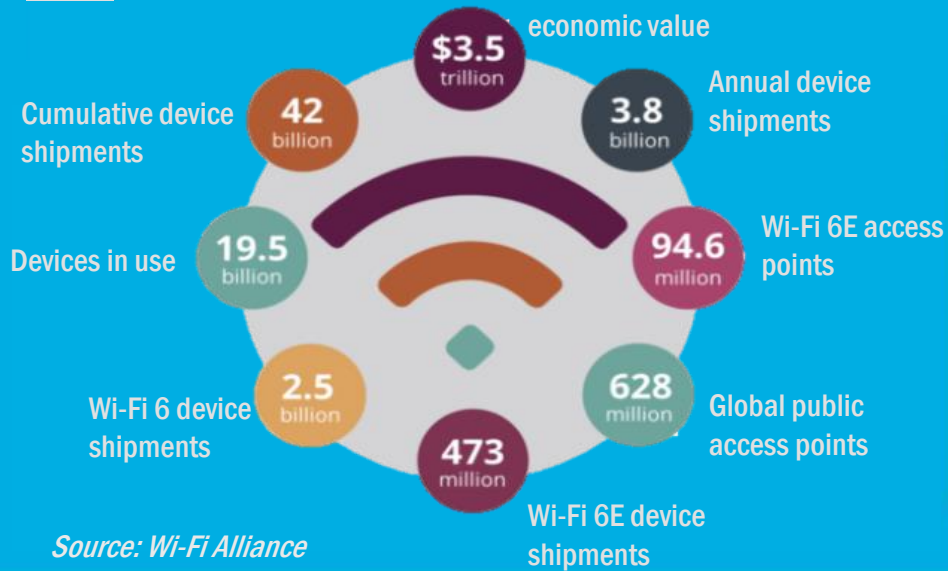 $3.5
trillion
economic value
3.8
billion
Annual device
shipments
94.6
million
Wi-Fi 6E access
points
628
million
Global public
access points
473
million
Wi-Fi 6E device
shipments
2.5
billion
Wi-Fi 6 device
shipments
19.5
billion
Devices in use
42
billion
Cumulative device
shipments
Source: Wi-Fi Alliance